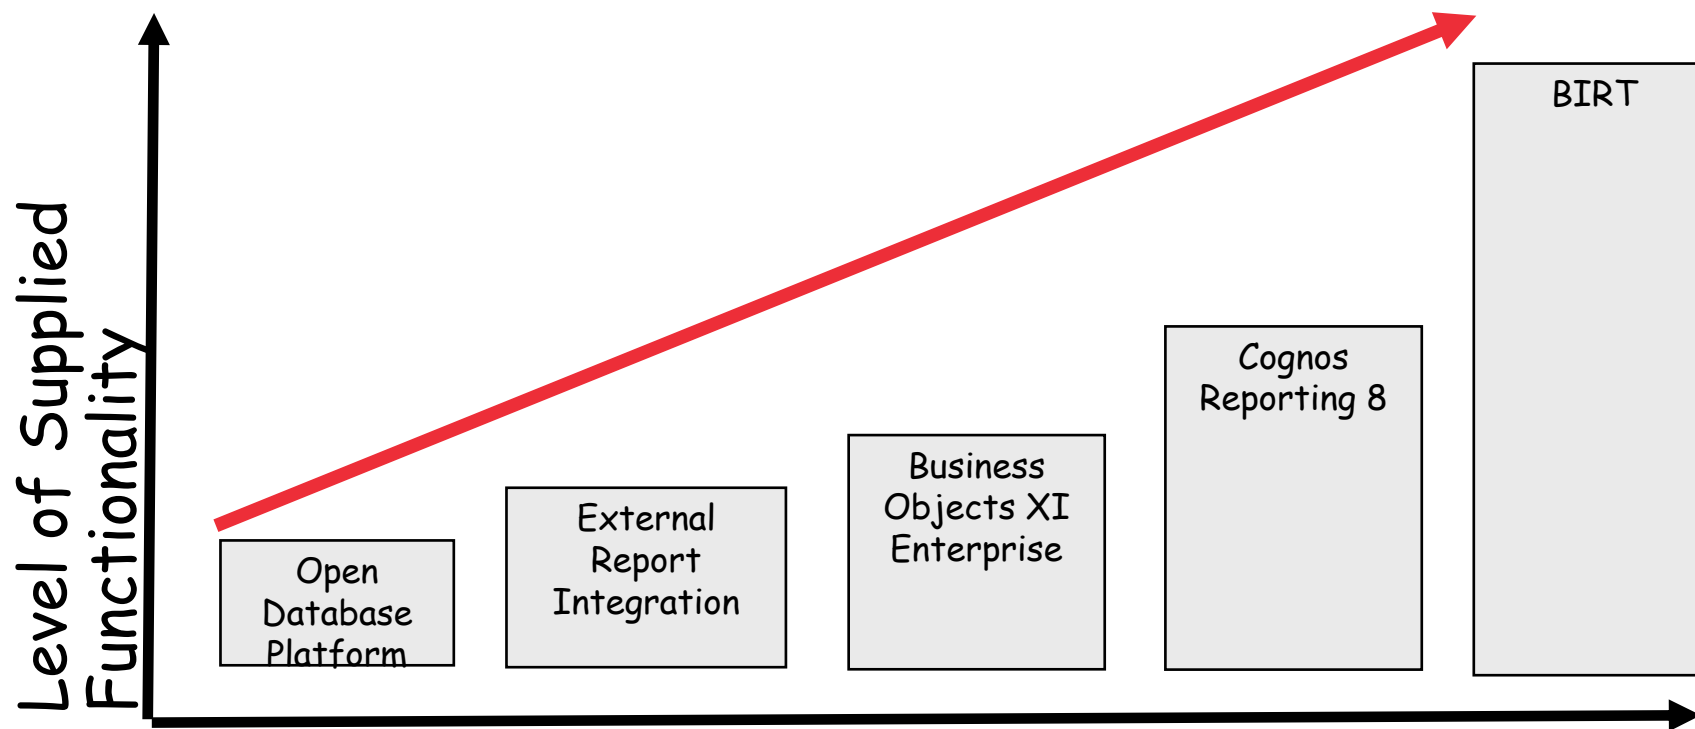 Level of Supplied
Functionality
Open
Database
Platform
External
Report
Integration
Business
Objects XI
Enterprise
Cognos
Reporting 8
BIRT